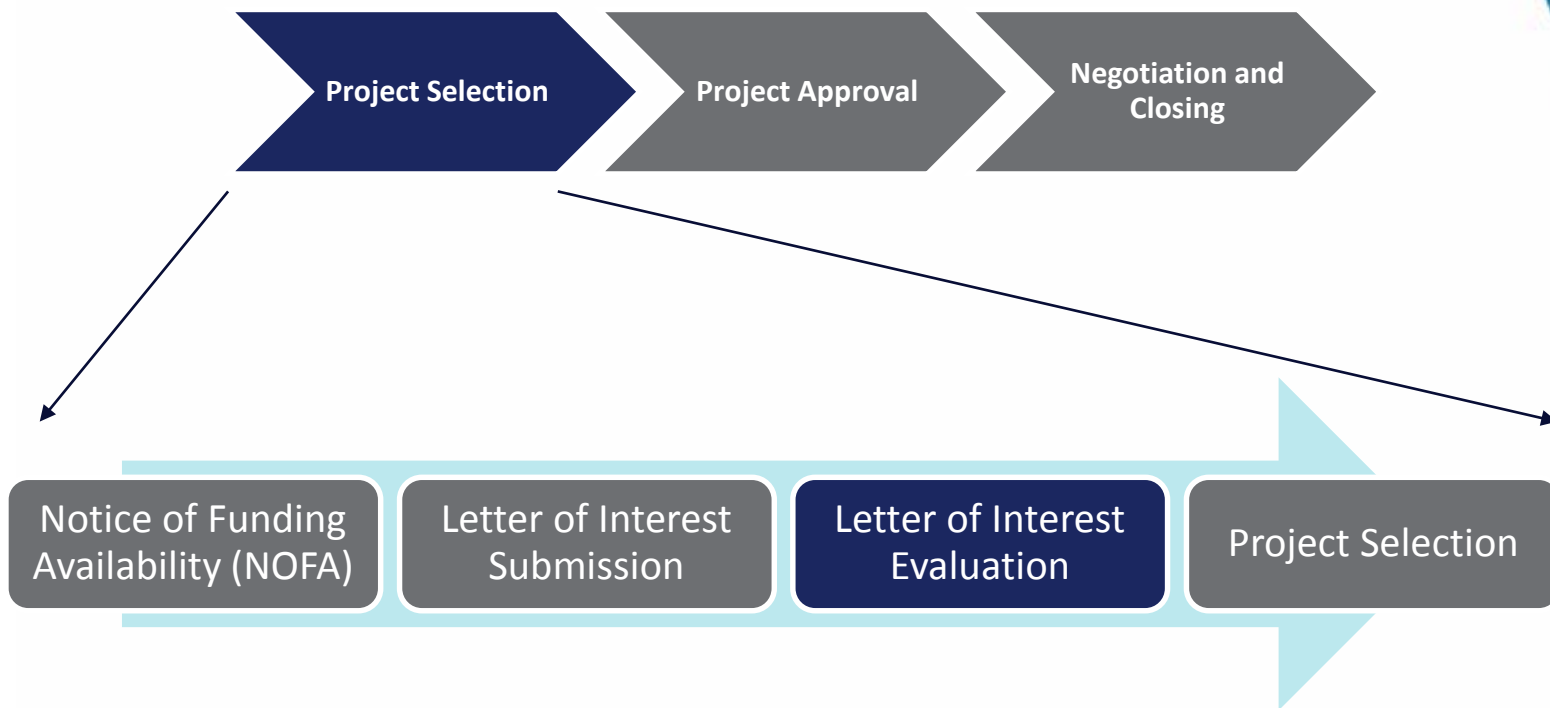 Project Selection
Project Approval
Negotiation and
Closing
Notice of Funding
Availability (NOFA)
Letter of Interest
Submission
Letter of Interest
Evaluation
Project Selection